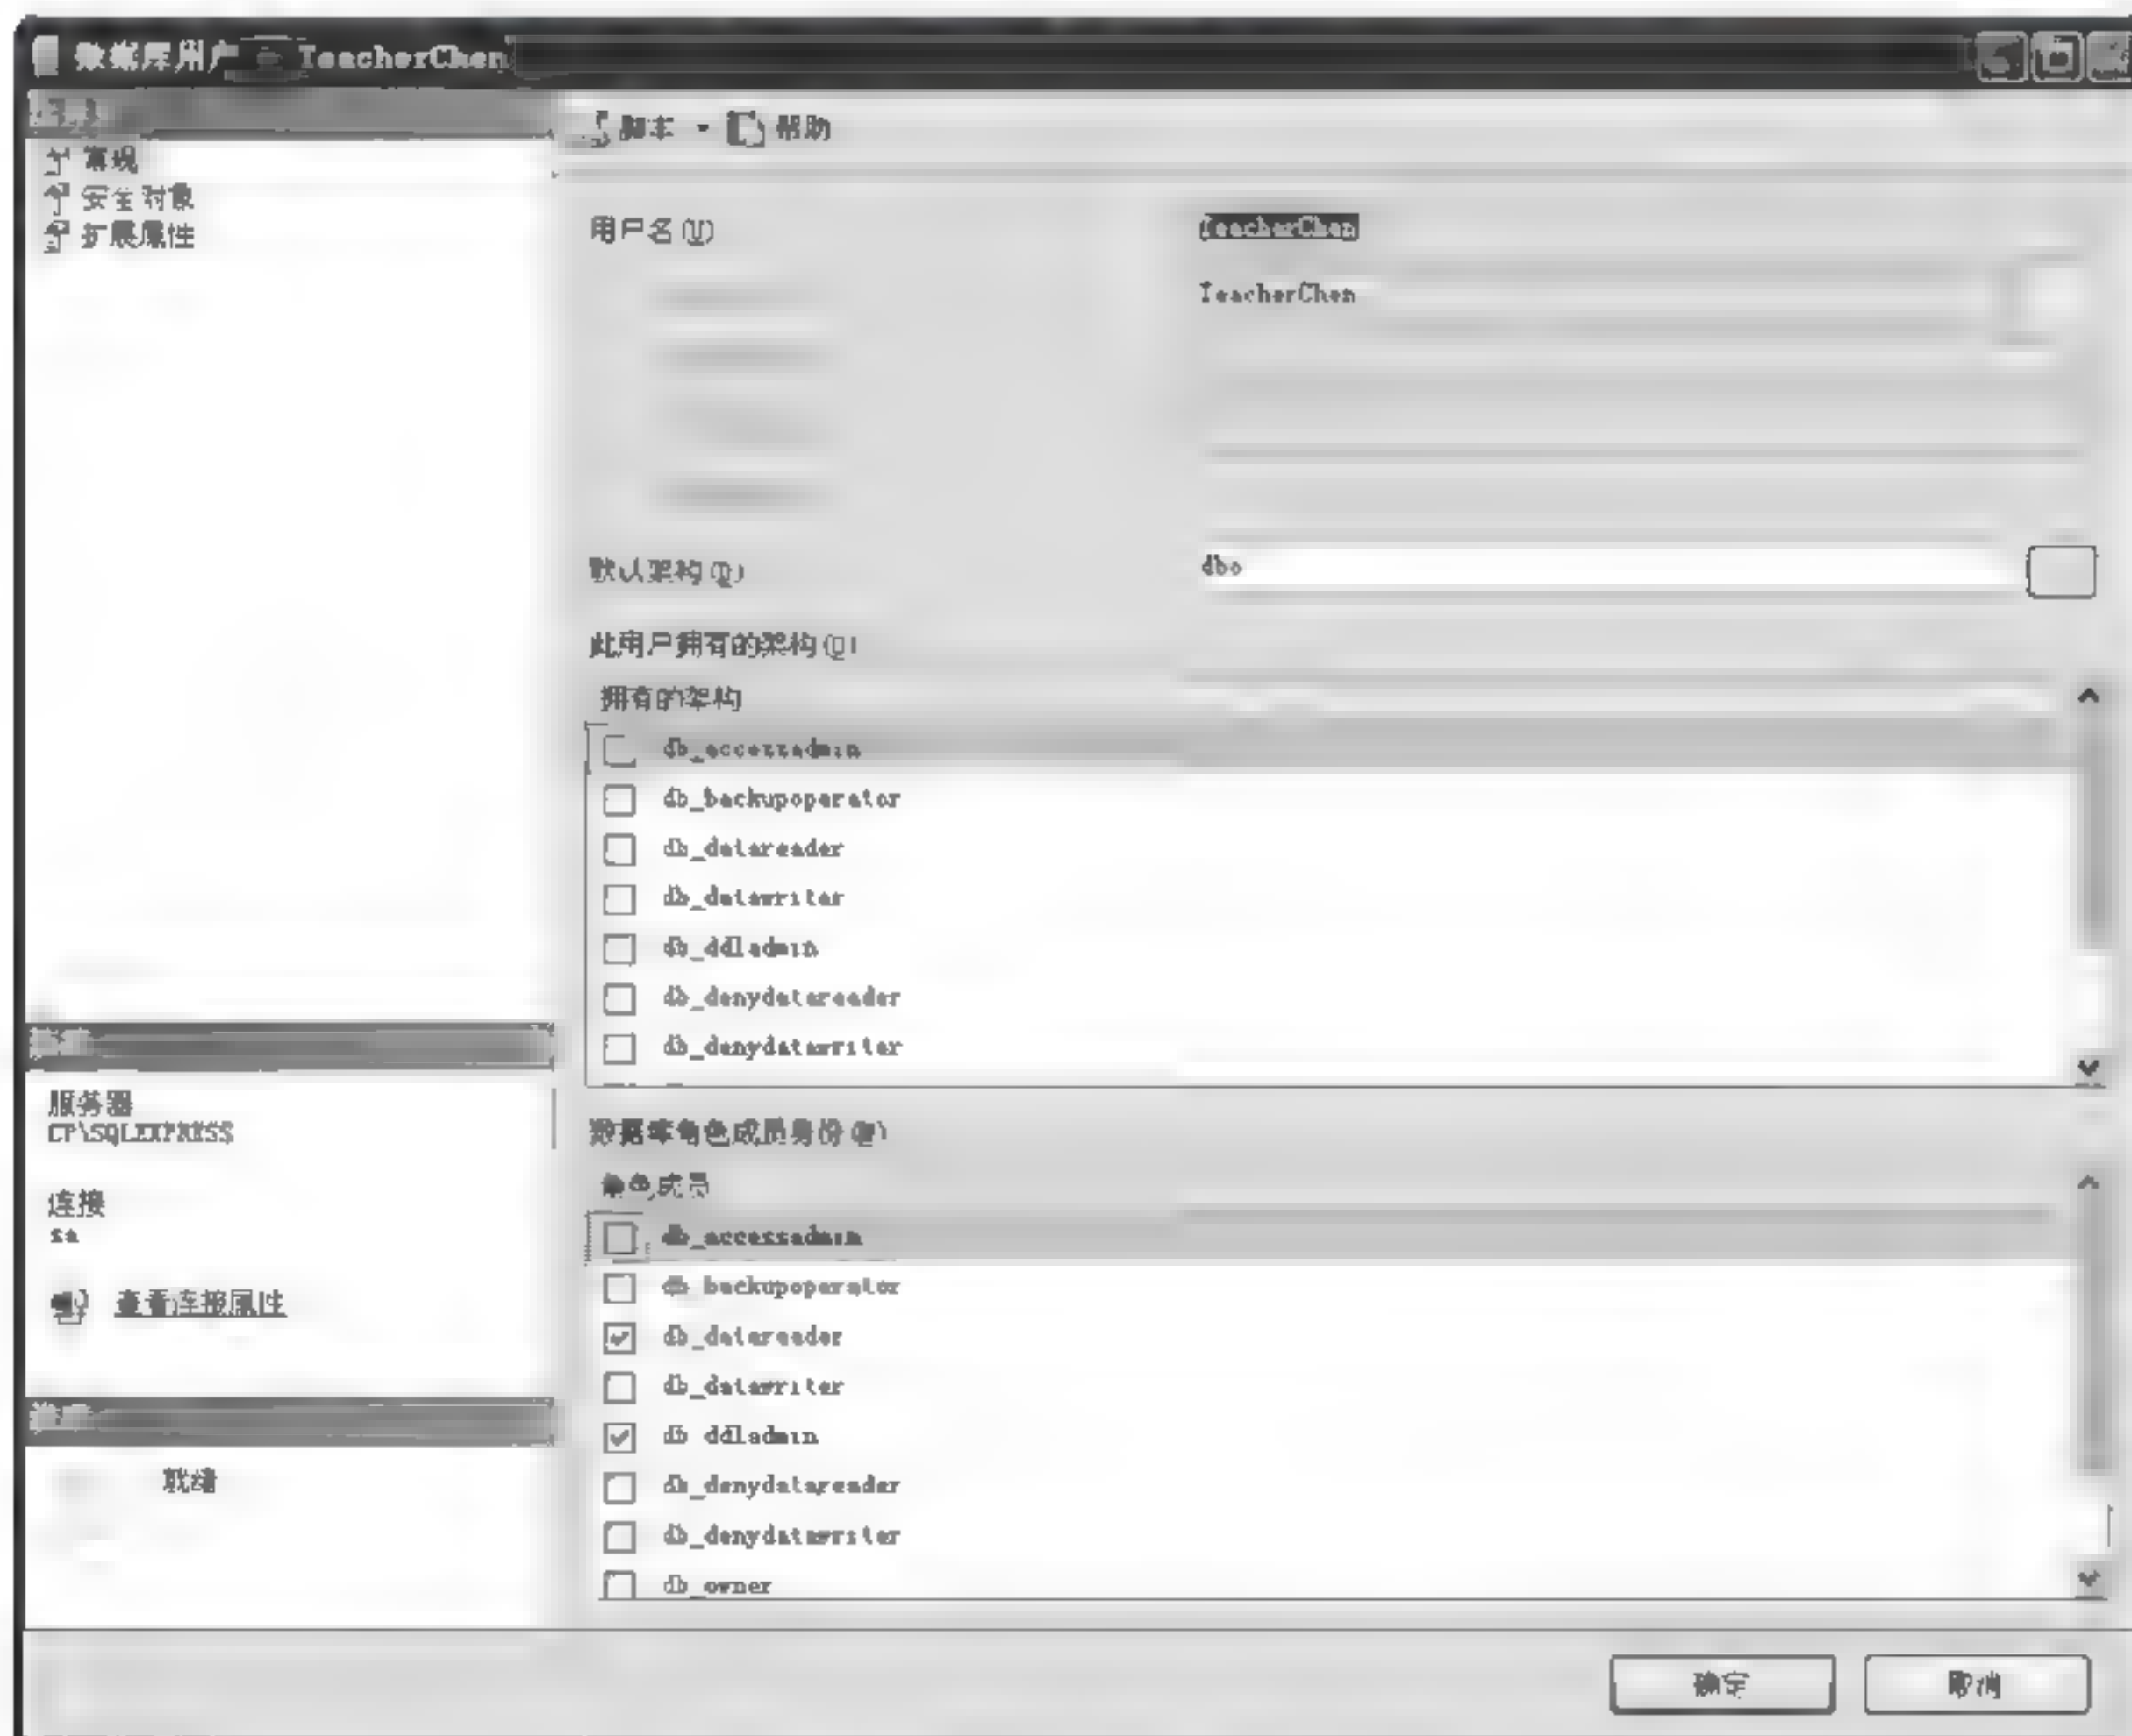 数据库用户 - TeacherChen
脚本 帮助
常规
安全对象
扩展属性
用户名(U)
TeacherChen
TeacherChen
默认架构(D)
dbo
此用户拥有的架构(O)
拥有的架构
db_accessadmin
db_backupoperator
db_datareader
db_datawriter
db_ddladmin
db_denydatareader
db_denydatawriter
服务器
CP\SQLEXPRESS
连接
sa
查看连接属性
就绪
数据库角色成员身份(M)
角色成员
db_accessadmin
db_backupoperator
db_datareader
db_datawriter
db_ddladmin
db_denydatareader
db_denydatawriter
db_owner
确定 取消